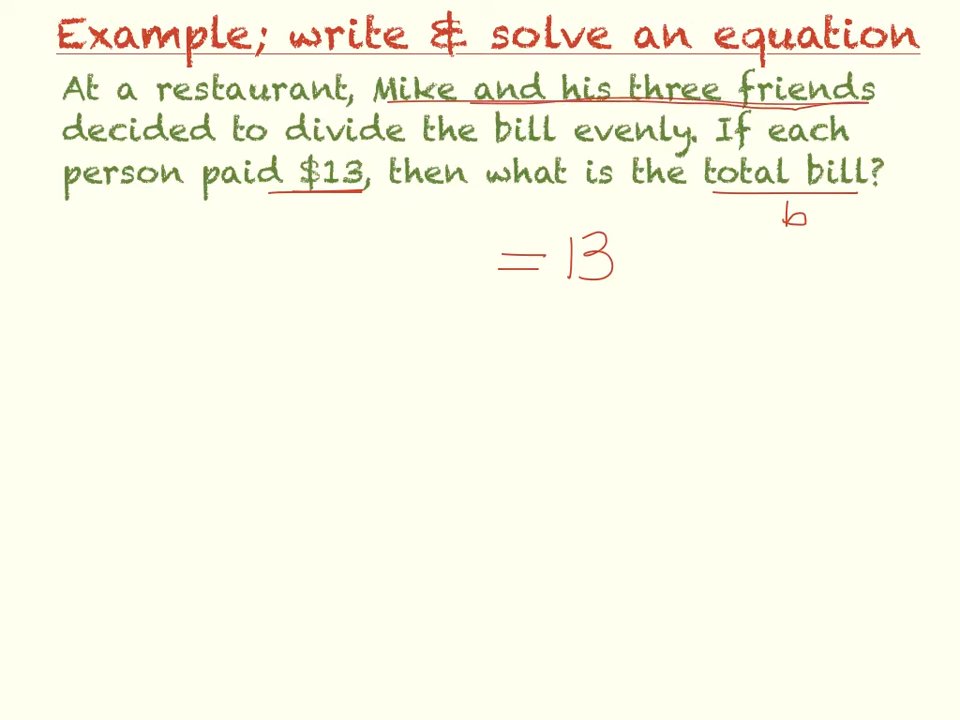 Example; write & solve an equation
At a restaurant, Mike and his three friends
decided to divide the bill evenly. If each
person paid $13, then what is the total bill?
b
= 13